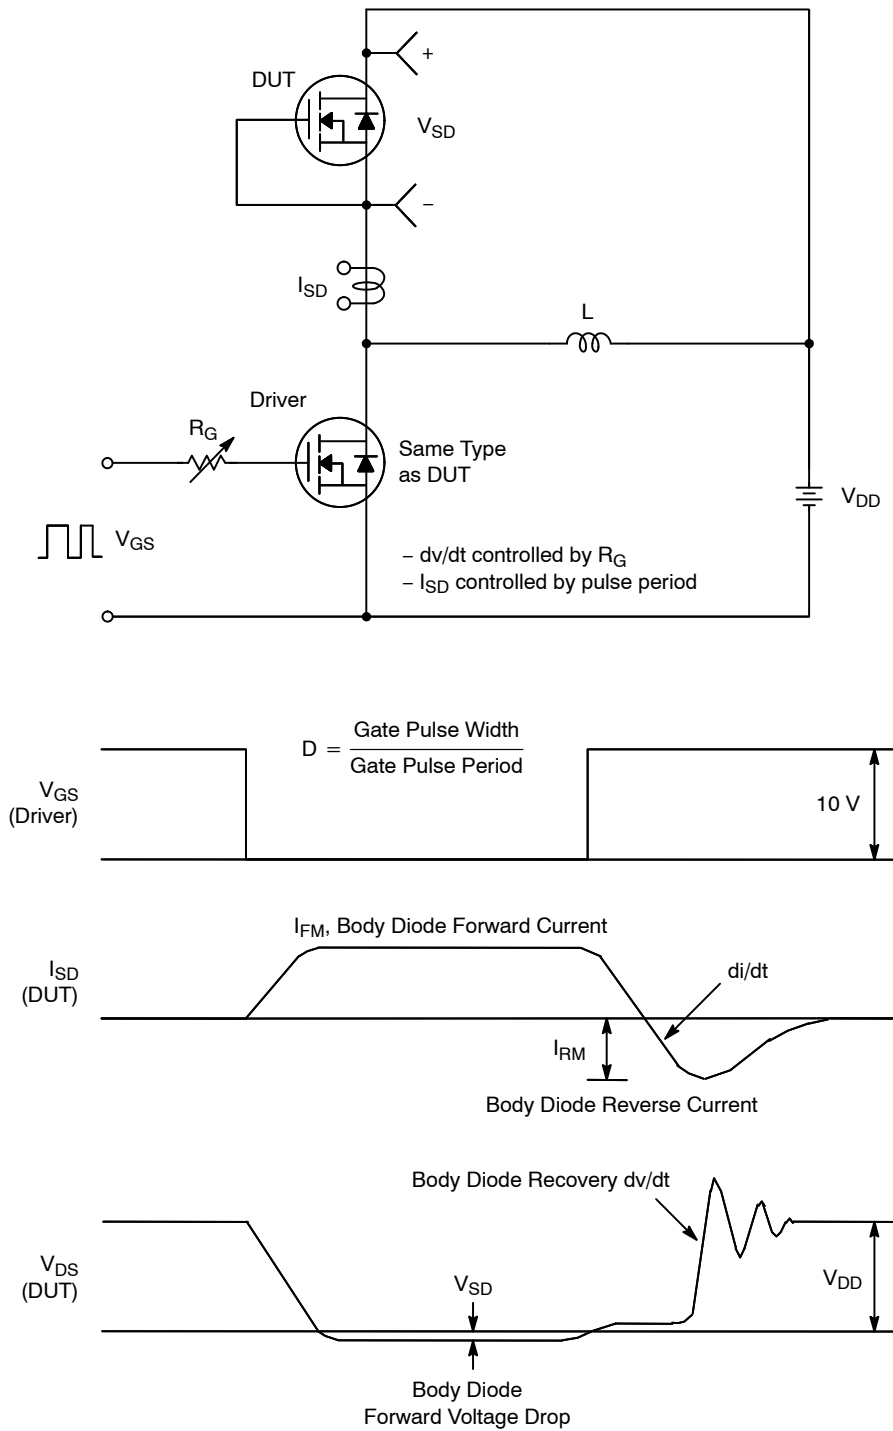 +
DUT
V_SD
−
I_SD
L
Driver
R_G
Same Type
as DUT
V_DD
V_GS
− dv/dt controlled by R_G
− I_SD controlled by pulse period
D = Gate Pulse Width
Gate Pulse Period
V_GS
(Driver)
10 V
I_FM, Body Diode Forward Current
I_SD
(DUT)
di/dt
I_RM
Body Diode Reverse Current
Body Diode Recovery dv/dt
V_DS
(DUT)
V_SD
V_DD
Body Diode
Forward Voltage Drop